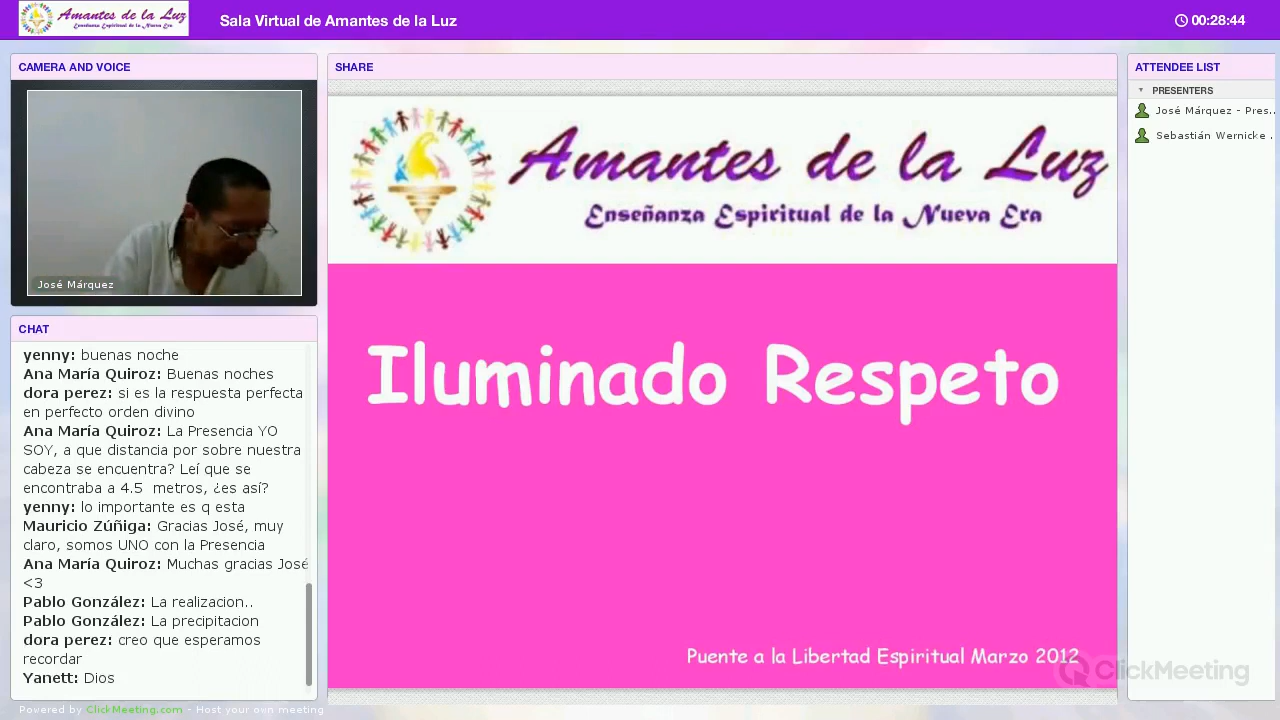 Amantes de la Luz
Enseñanza Espiritual de la Nueva Era
Sala Virtual de Amantes de la Luz
00:28:44
CAMERA AND VOICE
José Márquez
CHAT
yenny: buenas noche
Ana María Quiroz: Buenas noches
dora perez: si es la respuesta perfecta
en perfecto orden divino
Ana María Quiroz: La Presencia YO
SOY, a que distancia por sobre nuestra
cabeza se encuentra? Leí que se
encontraba a 4.5 metros, ¿es así?
yenny: lo importante es q esta
Mauricio Zúñiga: Gracias José, muy
claro, somos UNO con la Presencia
Ana María Quiroz: Muchas gracias José
<3
Pablo González: La realizacion..
Pablo González: La precipitacion
dora perez: creo que esperamos
recordar
Yanett: Dios
Powered by ClickMeeting.com - Host your own meeting
SHARE
Amantes de la Luz
Enseñanza Espiritual de la Nueva Era
Iluminado Respeto
Puente a la Libertad Espiritual Marzo 2012
ClickMeeting
ATTENDEE LIST
PRESENTERS
José Márquez - Pres..
Sebastián Wernicke .